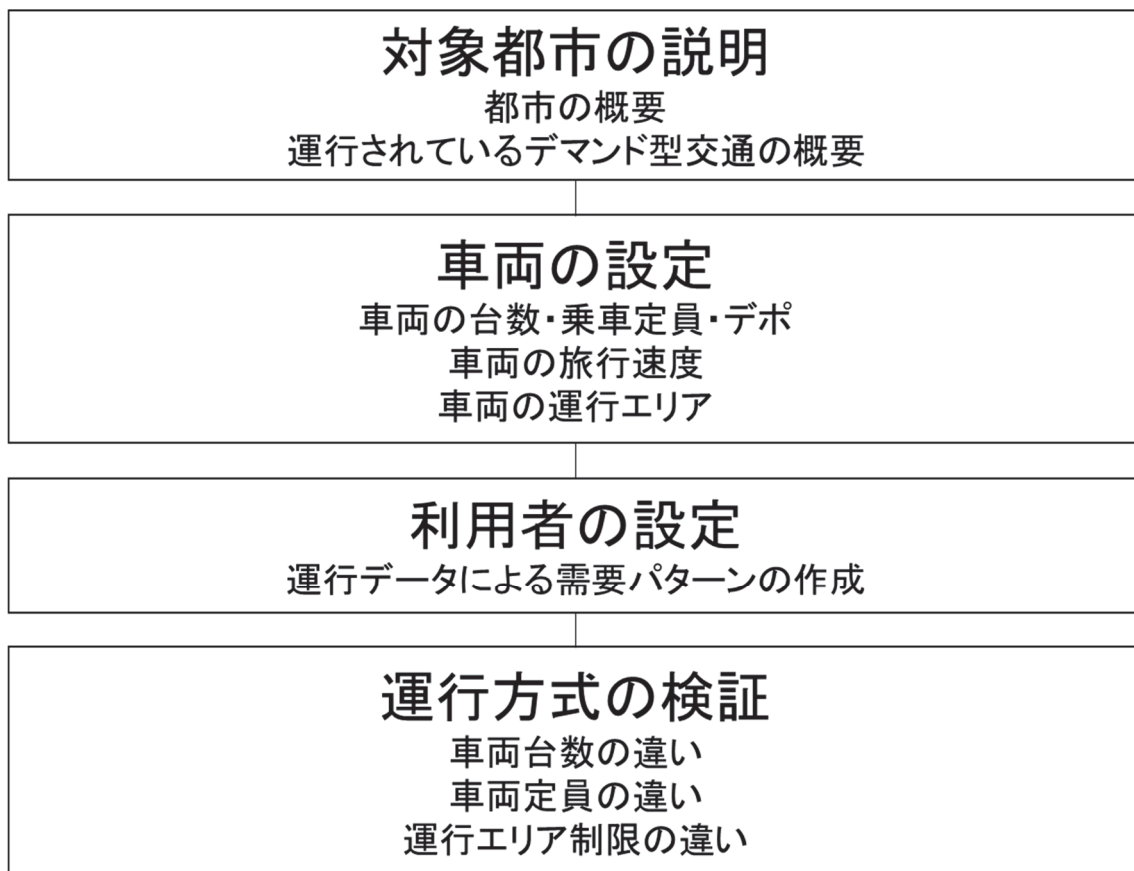 対象都市の説明
都市の概要
運行されているデマンド型交通の概要
車両の設定
車両の台数・乗車定員・デポ
車両の旅行速度
車両の運行エリア
利用者の設定
運行データによる需要パターンの作成
運行方式の検証
車両台数の違い
車両定員の違い
運行エリア制限の違い